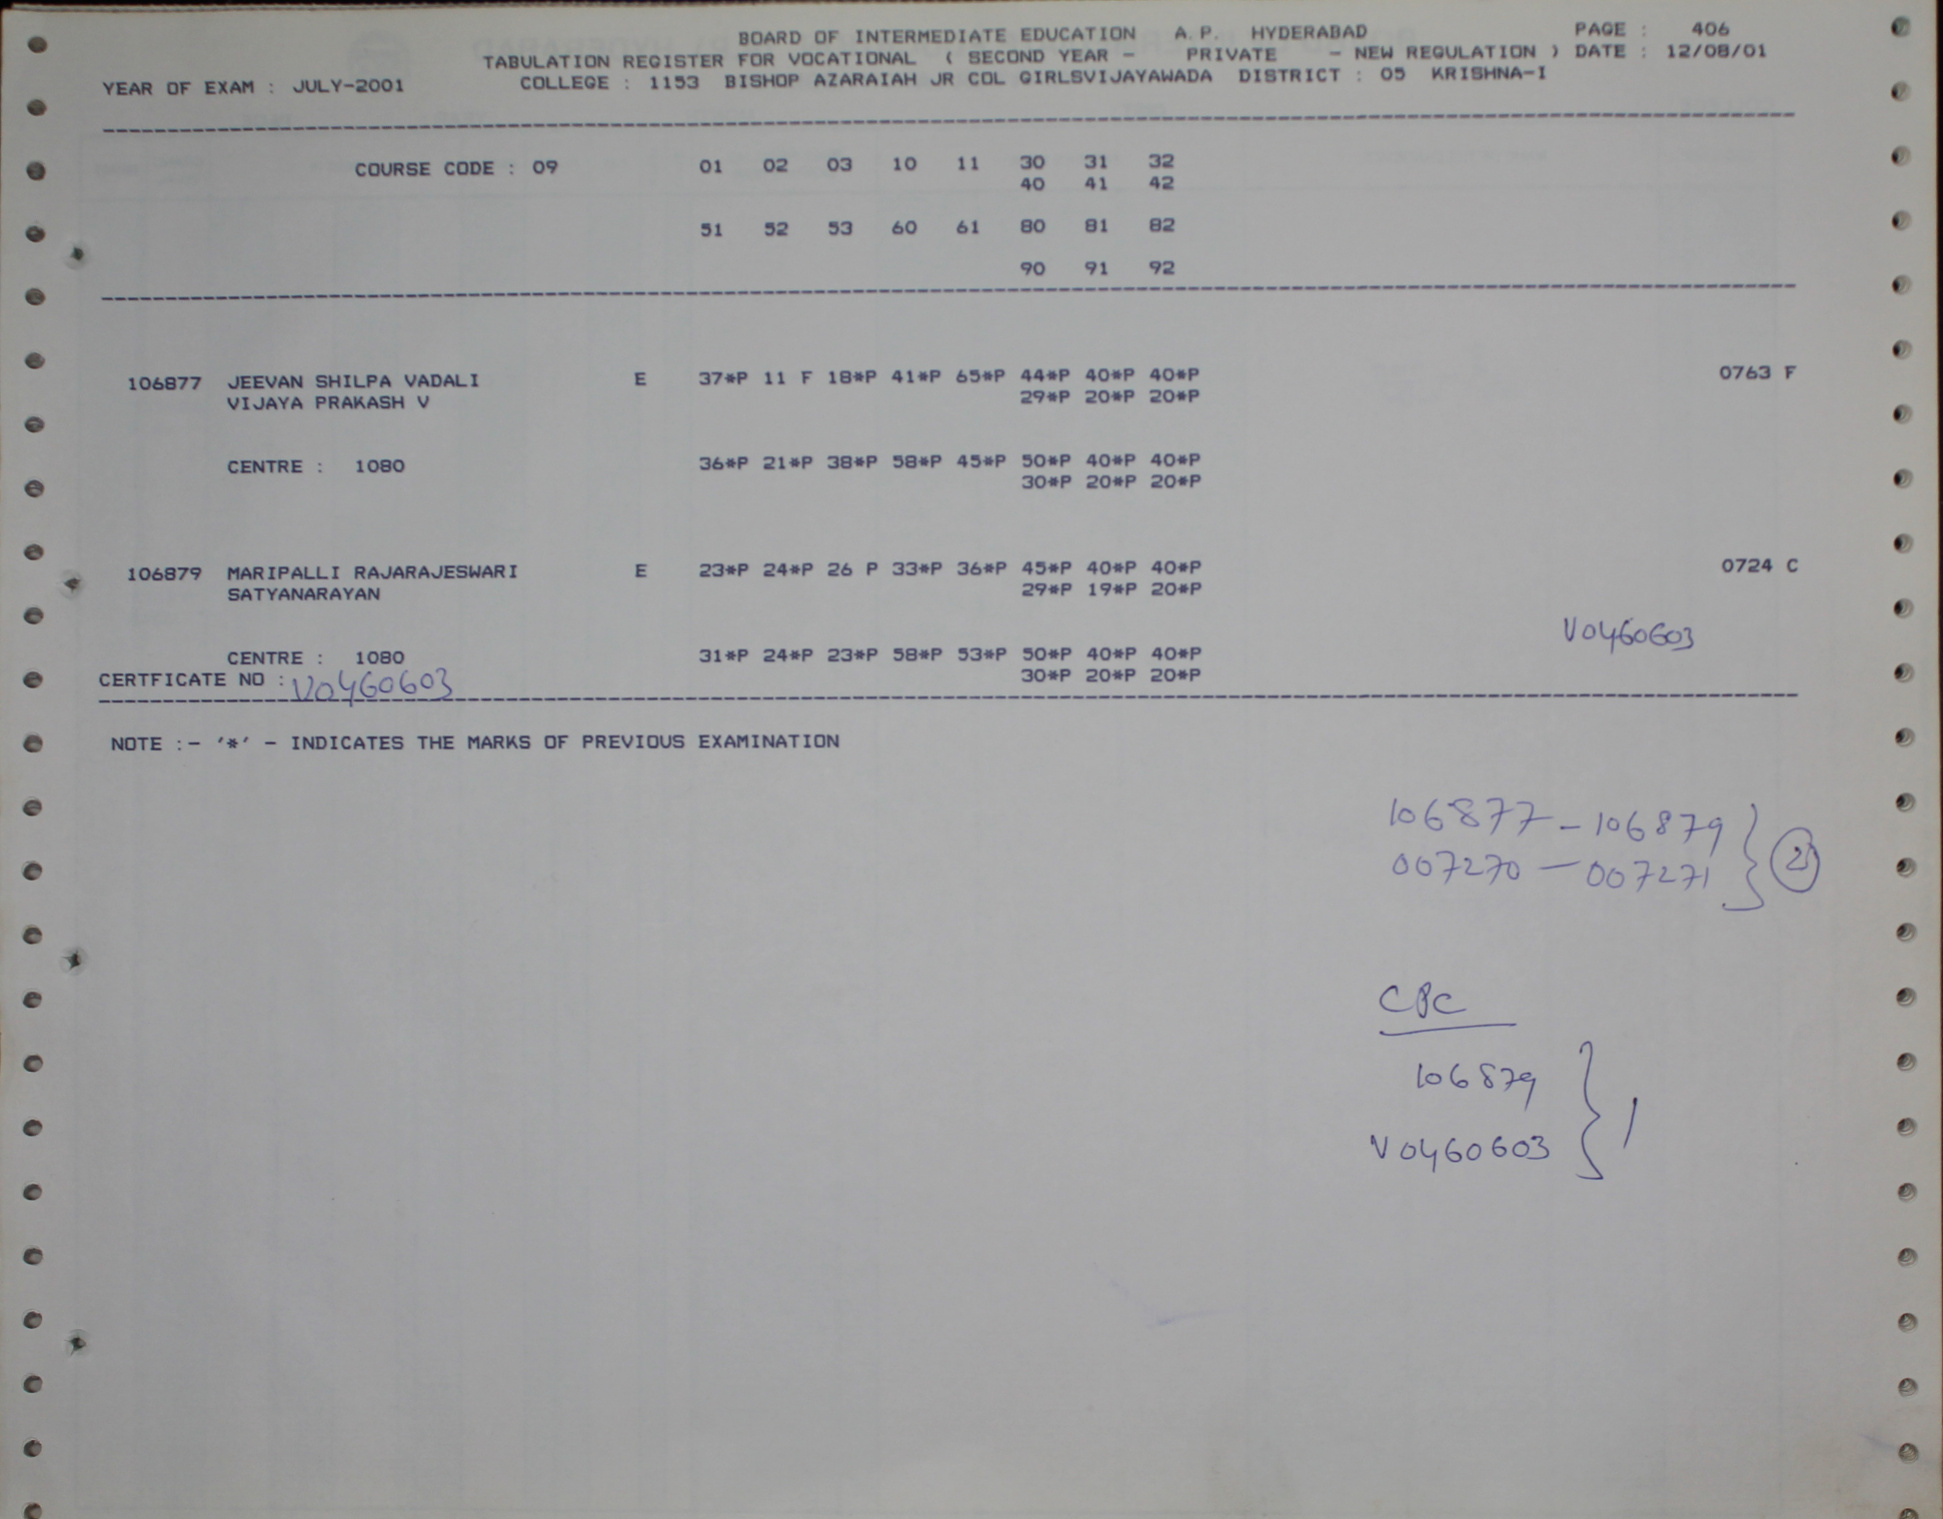 BOARD OF INTERMEDIATE EDUCATION A.P. HYDERABAD PAGE : 406
TABULATION REGISTER FOR VOCATIONAL ( SECOND YEAR - PRIVATE - NEW REGULATION ) DATE : 12/08/01
YEAR OF EXAM : JULY-2001 COLLEGE : 1153 BISHOP AZARAIAH JR COL GIRLSVIJAYAWADA DISTRICT : 05 KRISHNA-I
COURSE CODE : 09 01 02 03 10 11 30 31 32
40 41 42
51 52 53 60 61 80 81 82
90 91 92
106877 JEEVAN SHILPA VADALI E 37*P 11 F 18*P 41*P 65*P 44*P 40*P 40*P 0763 F
VIJAYA PRAKASH V 29*P 20*P 20*P
CENTRE : 1080 36*P 21*P 38*P 58*P 45*P 50*P 40*P 40*P
30*P 20*P 20*P
106879 MARIPALLI RAJARAJESWARI E 23*P 24*P 26 P 33*P 36*P 45*P 40*P 40*P 0724 C
SATYANARAYAN 29*P 19*P 20*P
V0460603
CENTRE : 1080 31*P 24*P 23*P 58*P 53*P 50*P 40*P 40*P
CERTFICATE NO : V0460603 30*P 20*P 20*P
NOTE :- '*' - INDICATES THE MARKS OF PREVIOUS EXAMINATION
106877 - 106879
007270 - 007271 } 2
CPC
106879
V0460603 } 1